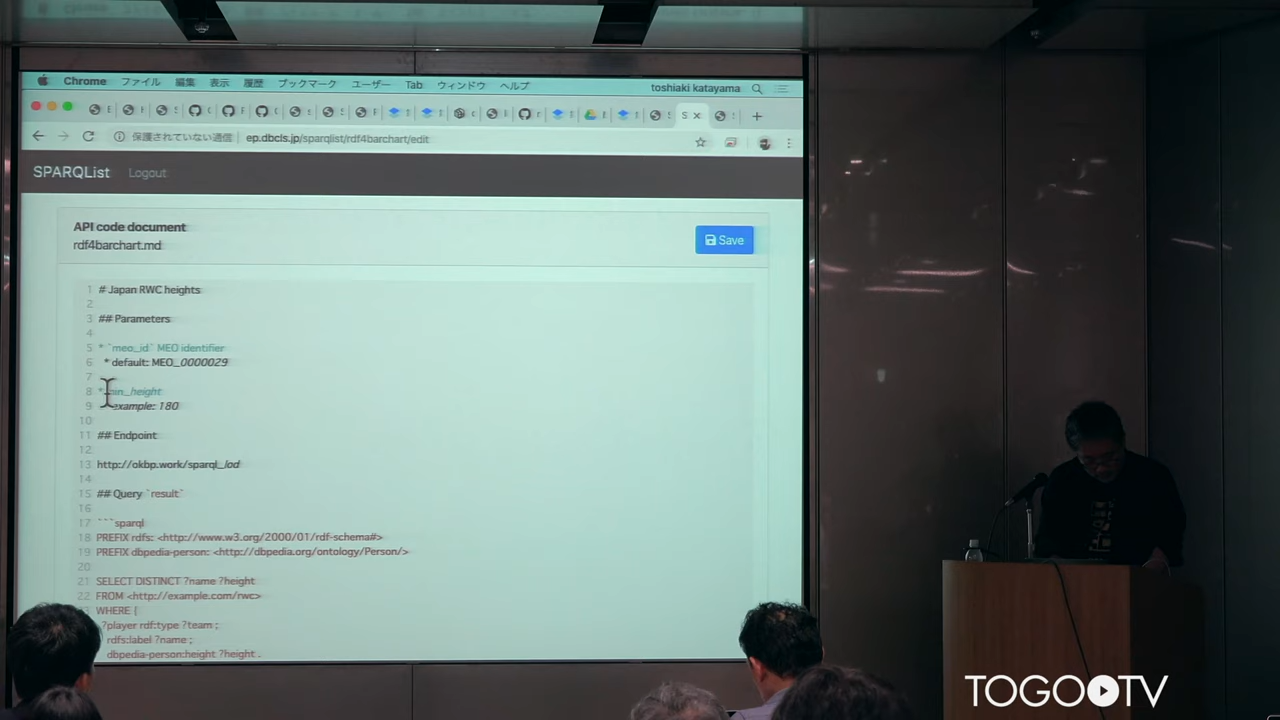 Chrome ファイル 編集 表示 履歴 ブックマーク ユーザー Tab ウィンドウ ヘルプ toshiaki katayama
保護されていない通信 ep.dbcls.jp/sparqlist/rdf4barchart/edit
SPARQList Logout
API code document
rdf4barchart.md
Save
1 # Japan RWC heights
2
3 ## Parameters
4
5 * `meo_id` MEO identifier
6 * default: MEO_0000029
7
8 * min_height
9 example: 180
10
11 ## Endpoint
12
13 http://okbp.work/sparql_lod
14
15 ## Query `result`
16
17 ```sparql
18 PREFIX rdfs: <http://www.w3.org/2000/01/rdf-schema#>
19 PREFIX dbpedia-person: <http://dbpedia.org/ontology/Person/>
20
21 SELECT DISTINCT ?name ?height
22 FROM <http://example.com/rwc>
WHERE {
?player rdf:type ?team ;
rdfs:label ?name ;
dbpedia-person:height ?height .
TOGOTV